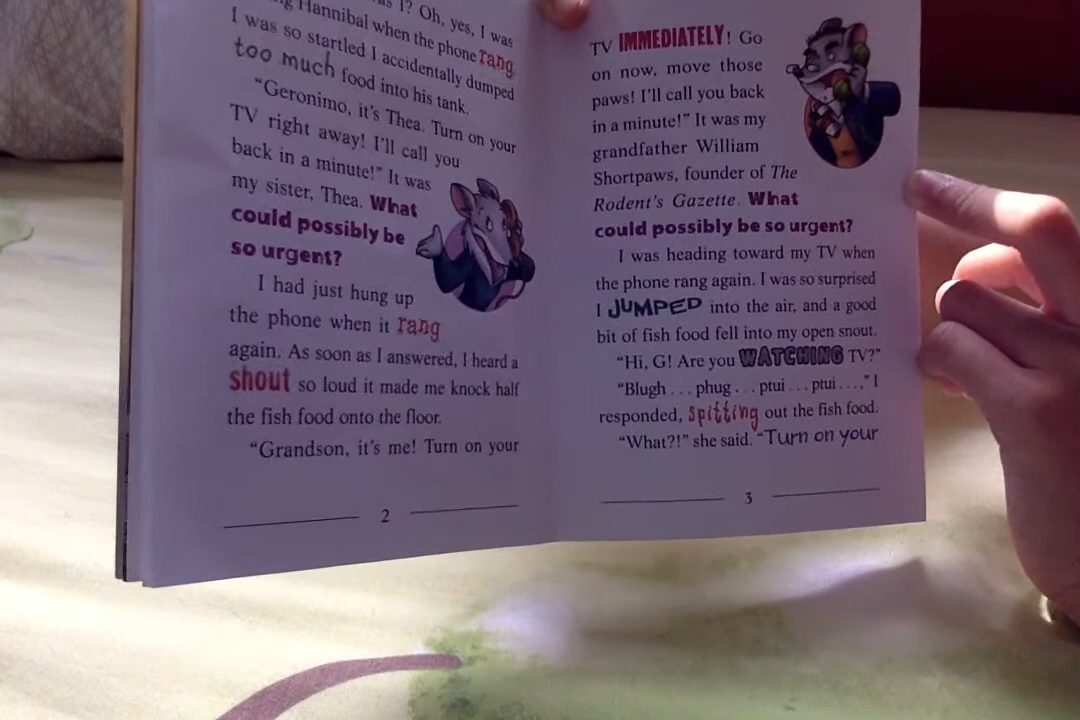 I? Oh, yes, I was
Hannibal when the phone rang
I was so startled I accidentally dumped
too much food into his tank.
"Geronimo, it's Thea. Turn on your
TV right away! I'll call you
back in a minute!" It was
my sister, Thea. What
could possibly be
so urgent?
I had just hung up
the phone when it rang
again. As soon as I answered, I heard a
shout so loud it made me knock half
the fish food onto the floor.
"Grandson, it's me! Turn on your
2
TV IMMEDIATELY! Go
on now, move those
paws! I'll call you back
in a minute!" It was my
grandfather William
Shortpaws, founder of The
Rodent's Gazette. What
could possibly be so urgent?
I was heading toward my TV when
the phone rang again. I was so surprised
I JUMPED into the air, and a good
bit of fish food fell into my open snout.
"Hi, G! Are you WATCHING TV?"
"Blugh . . . phug . . . ptui . . . ptui . . . ," I
responded, spitting out the fish food.
"What?!" she said. "Turn on your
3